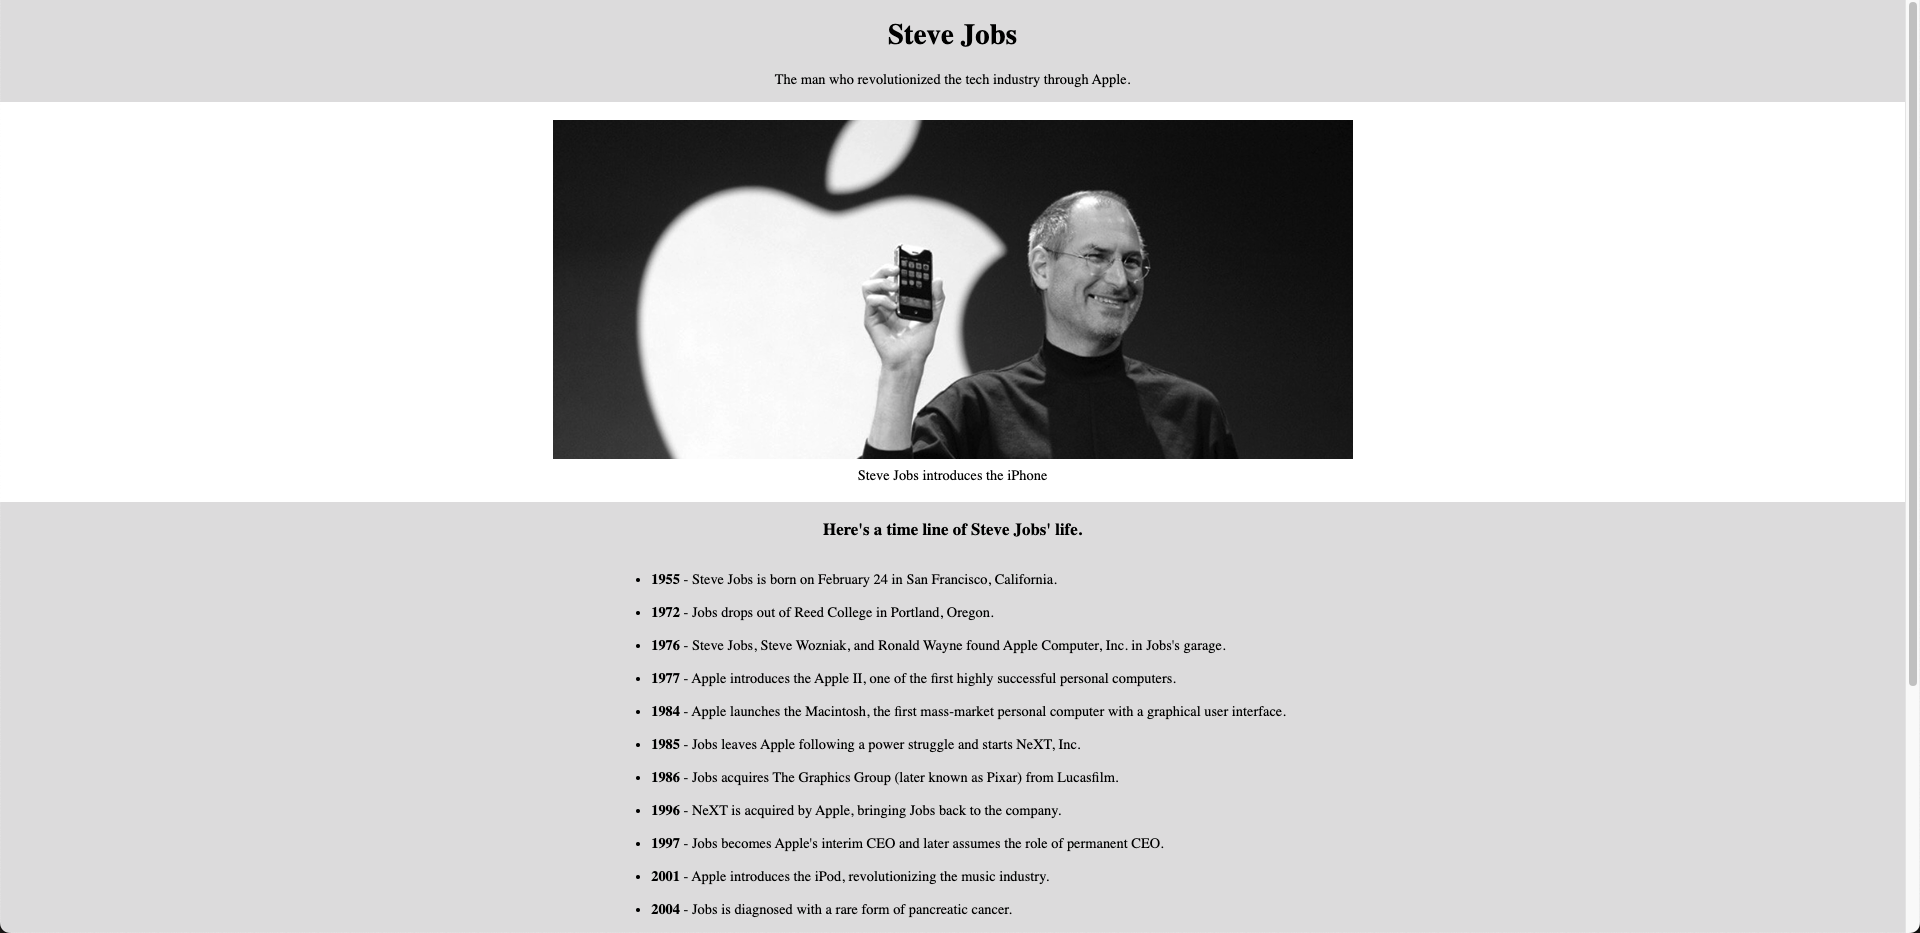 Steve Jobs
The man who revolutionized the tech industry through Apple.
Steve Jobs introduces the iPhone
Here's a time line of Steve Jobs' life.
• 1955 - Steve Jobs is born on February 24 in San Francisco, California.
• 1972 - Jobs drops out of Reed College in Portland, Oregon.
• 1976 - Steve Jobs, Steve Wozniak, and Ronald Wayne found Apple Computer, Inc. in Jobs's garage.
• 1977 - Apple introduces the Apple II, one of the first highly successful personal computers.
• 1984 - Apple launches the Macintosh, the first mass-market personal computer with a graphical user interface.
• 1985 - Jobs leaves Apple following a power struggle and starts NeXT, Inc.
• 1986 - Jobs acquires The Graphics Group (later known as Pixar) from Lucasfilm.
• 1996 - NeXT is acquired by Apple, bringing Jobs back to the company.
• 1997 - Jobs becomes Apple's interim CEO and later assumes the role of permanent CEO.
• 2001 - Apple introduces the iPod, revolutionizing the music industry.
• 2004 - Jobs is diagnosed with a rare form of pancreatic cancer.